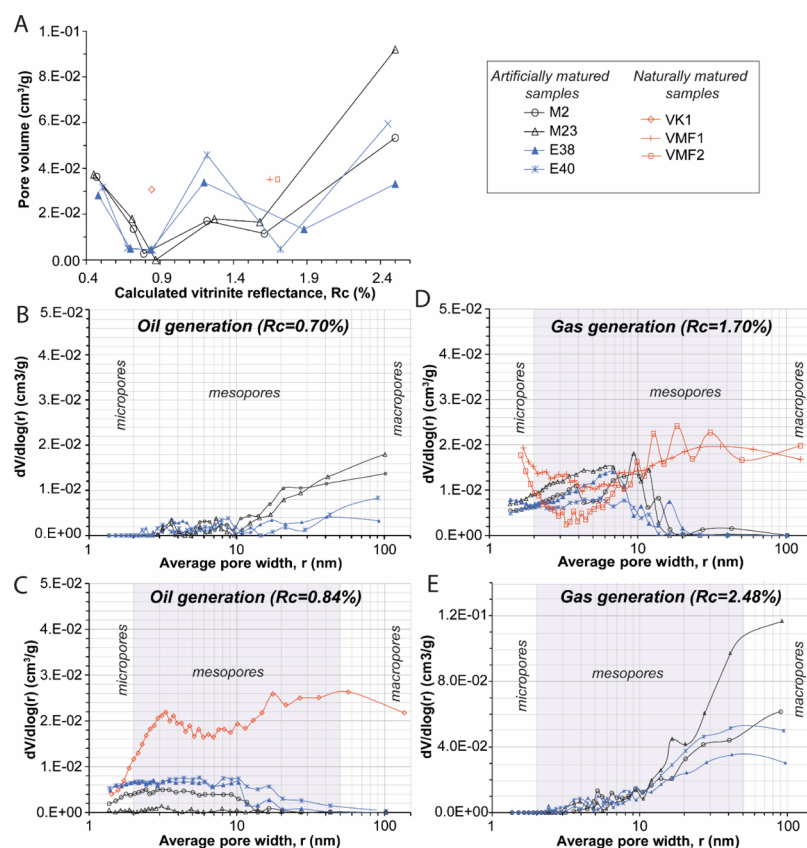 A
Pore volume (cm³/g)
1.E-01
8.E-02
6.E-02
4.E-02
2.E-02
0.00
0.4 0.9 1.4 1.9 2.4
Calculated vitrinite reflectance, Rc (%)
Artificially matured samples
M2
M23
E38
E40
Naturally matured samples
VK1
VMF1
VMF2
B
Oil generation (Rc=0.70%)
dV/dlog(r) (cm3/g)
5.E-02
4.E-02
3.E-02
2.E-02
1.E-02
0.E+00
micropores
mesopores
macropores
1 10 100
Average pore width, r (nm)
D
Gas generation (Rc=1.70%)
dV/dlog(r) (cm³/g)
5.E-02
4.E-02
3.E-02
2.E-02
1.E-02
0.E+00
micropores
mesopores
macropores
1 10 100
Average pore width, r (nm)
C
Oil generation (Rc=0.84%)
dV/dlog(r) (cm³/g)
5.E-02
4.E-02
3.E-02
2.E-02
1.E-02
0.E+00
micropores
mesopores
macropores
1 10 100
Average pore width, r (nm)
E
Gas generation (Rc=2.48%)
dV/dlog(r) (cm3/g)
1.2E-01
8.0E-02
4.0E-02
0.0E+00
micropores
mesopores
macropores
1 10 100
Average pore width, r (nm)